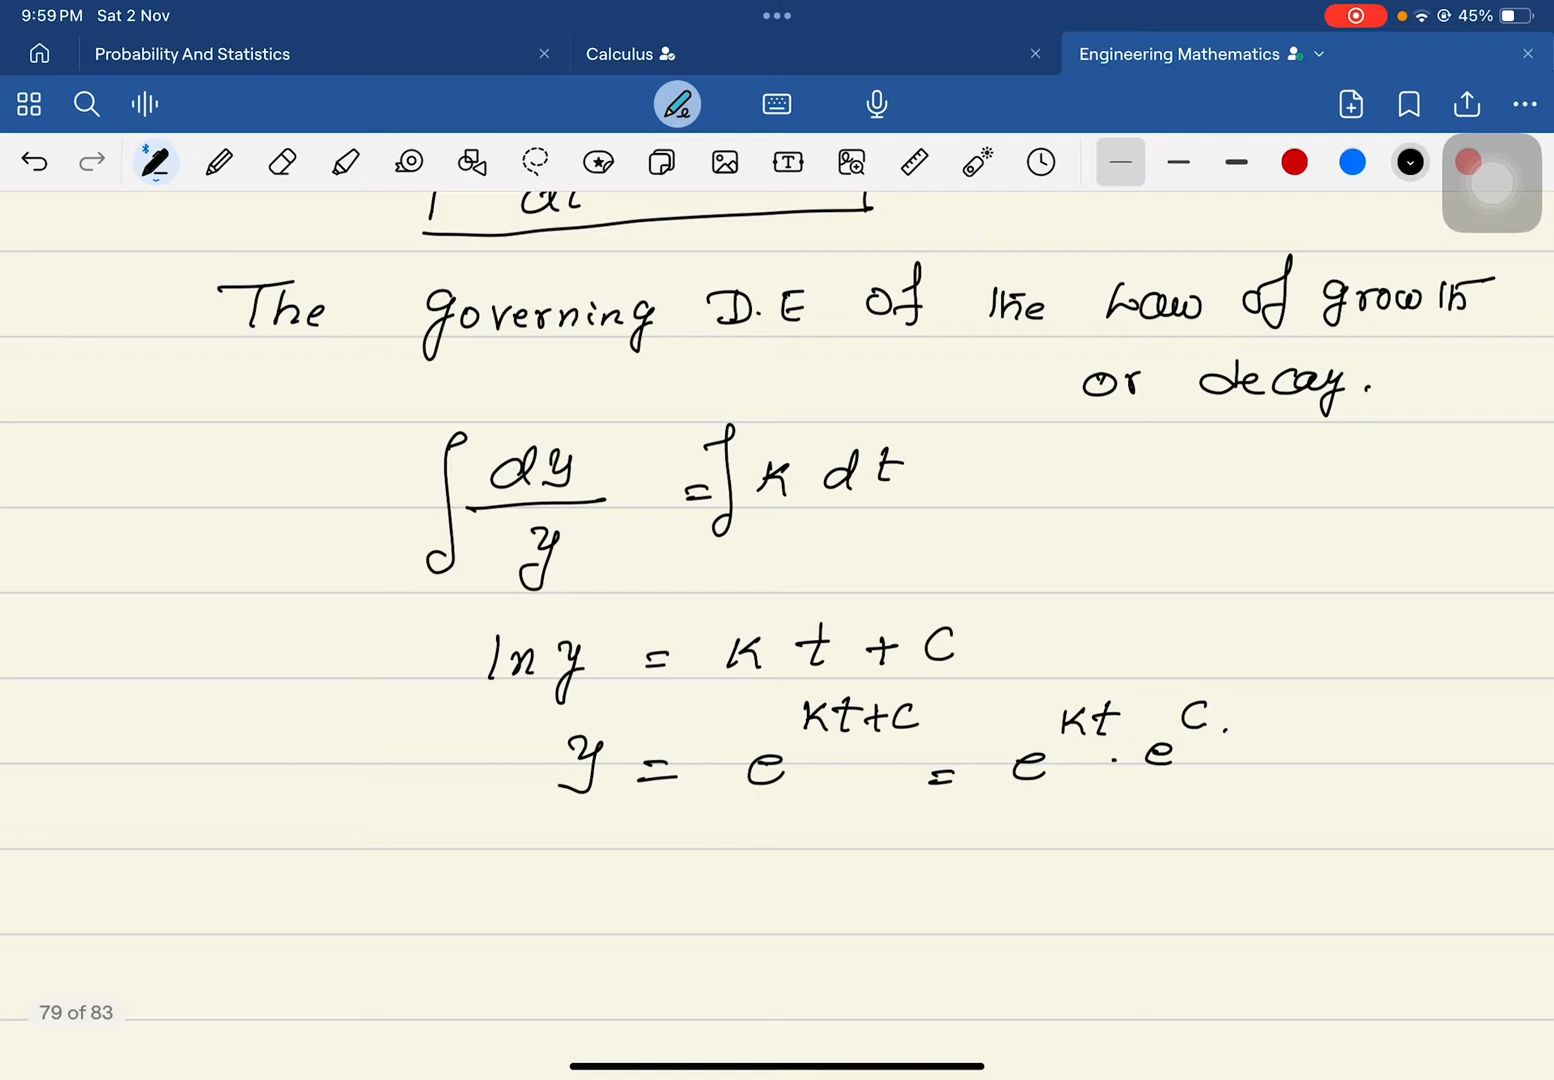 9:59 PM Sat 2 Nov 45%
Probability And Statistics Calculus Engineering Mathematics
The governing D.E of the Law of growth
or decay.
∫ dy/y = ∫ k dt
ln y = k t + C
y = e^{kt+C} = e^{kt} . e^{C}.
79 of 83